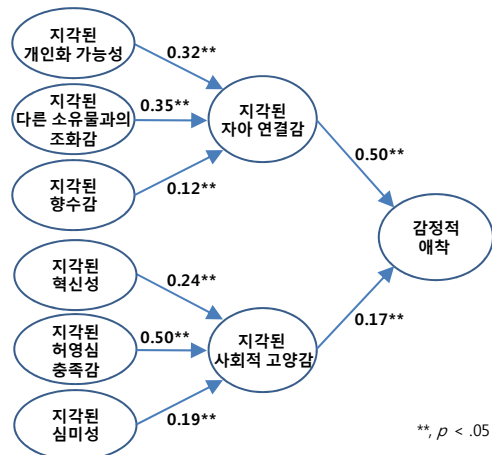 지각된
개인화 가능성
0.32**
지각된
다른 소유물과의
조화감
0.35**
지각된
향수감
0.12**
지각된
자아 연결감
0.50**
감정적
애착
지각된
혁신성
0.24**
지각된
허영심
충족감
0.50**
지각된
심미성
0.19**
지각된
사회적 고양감
0.17**
**, p < .05